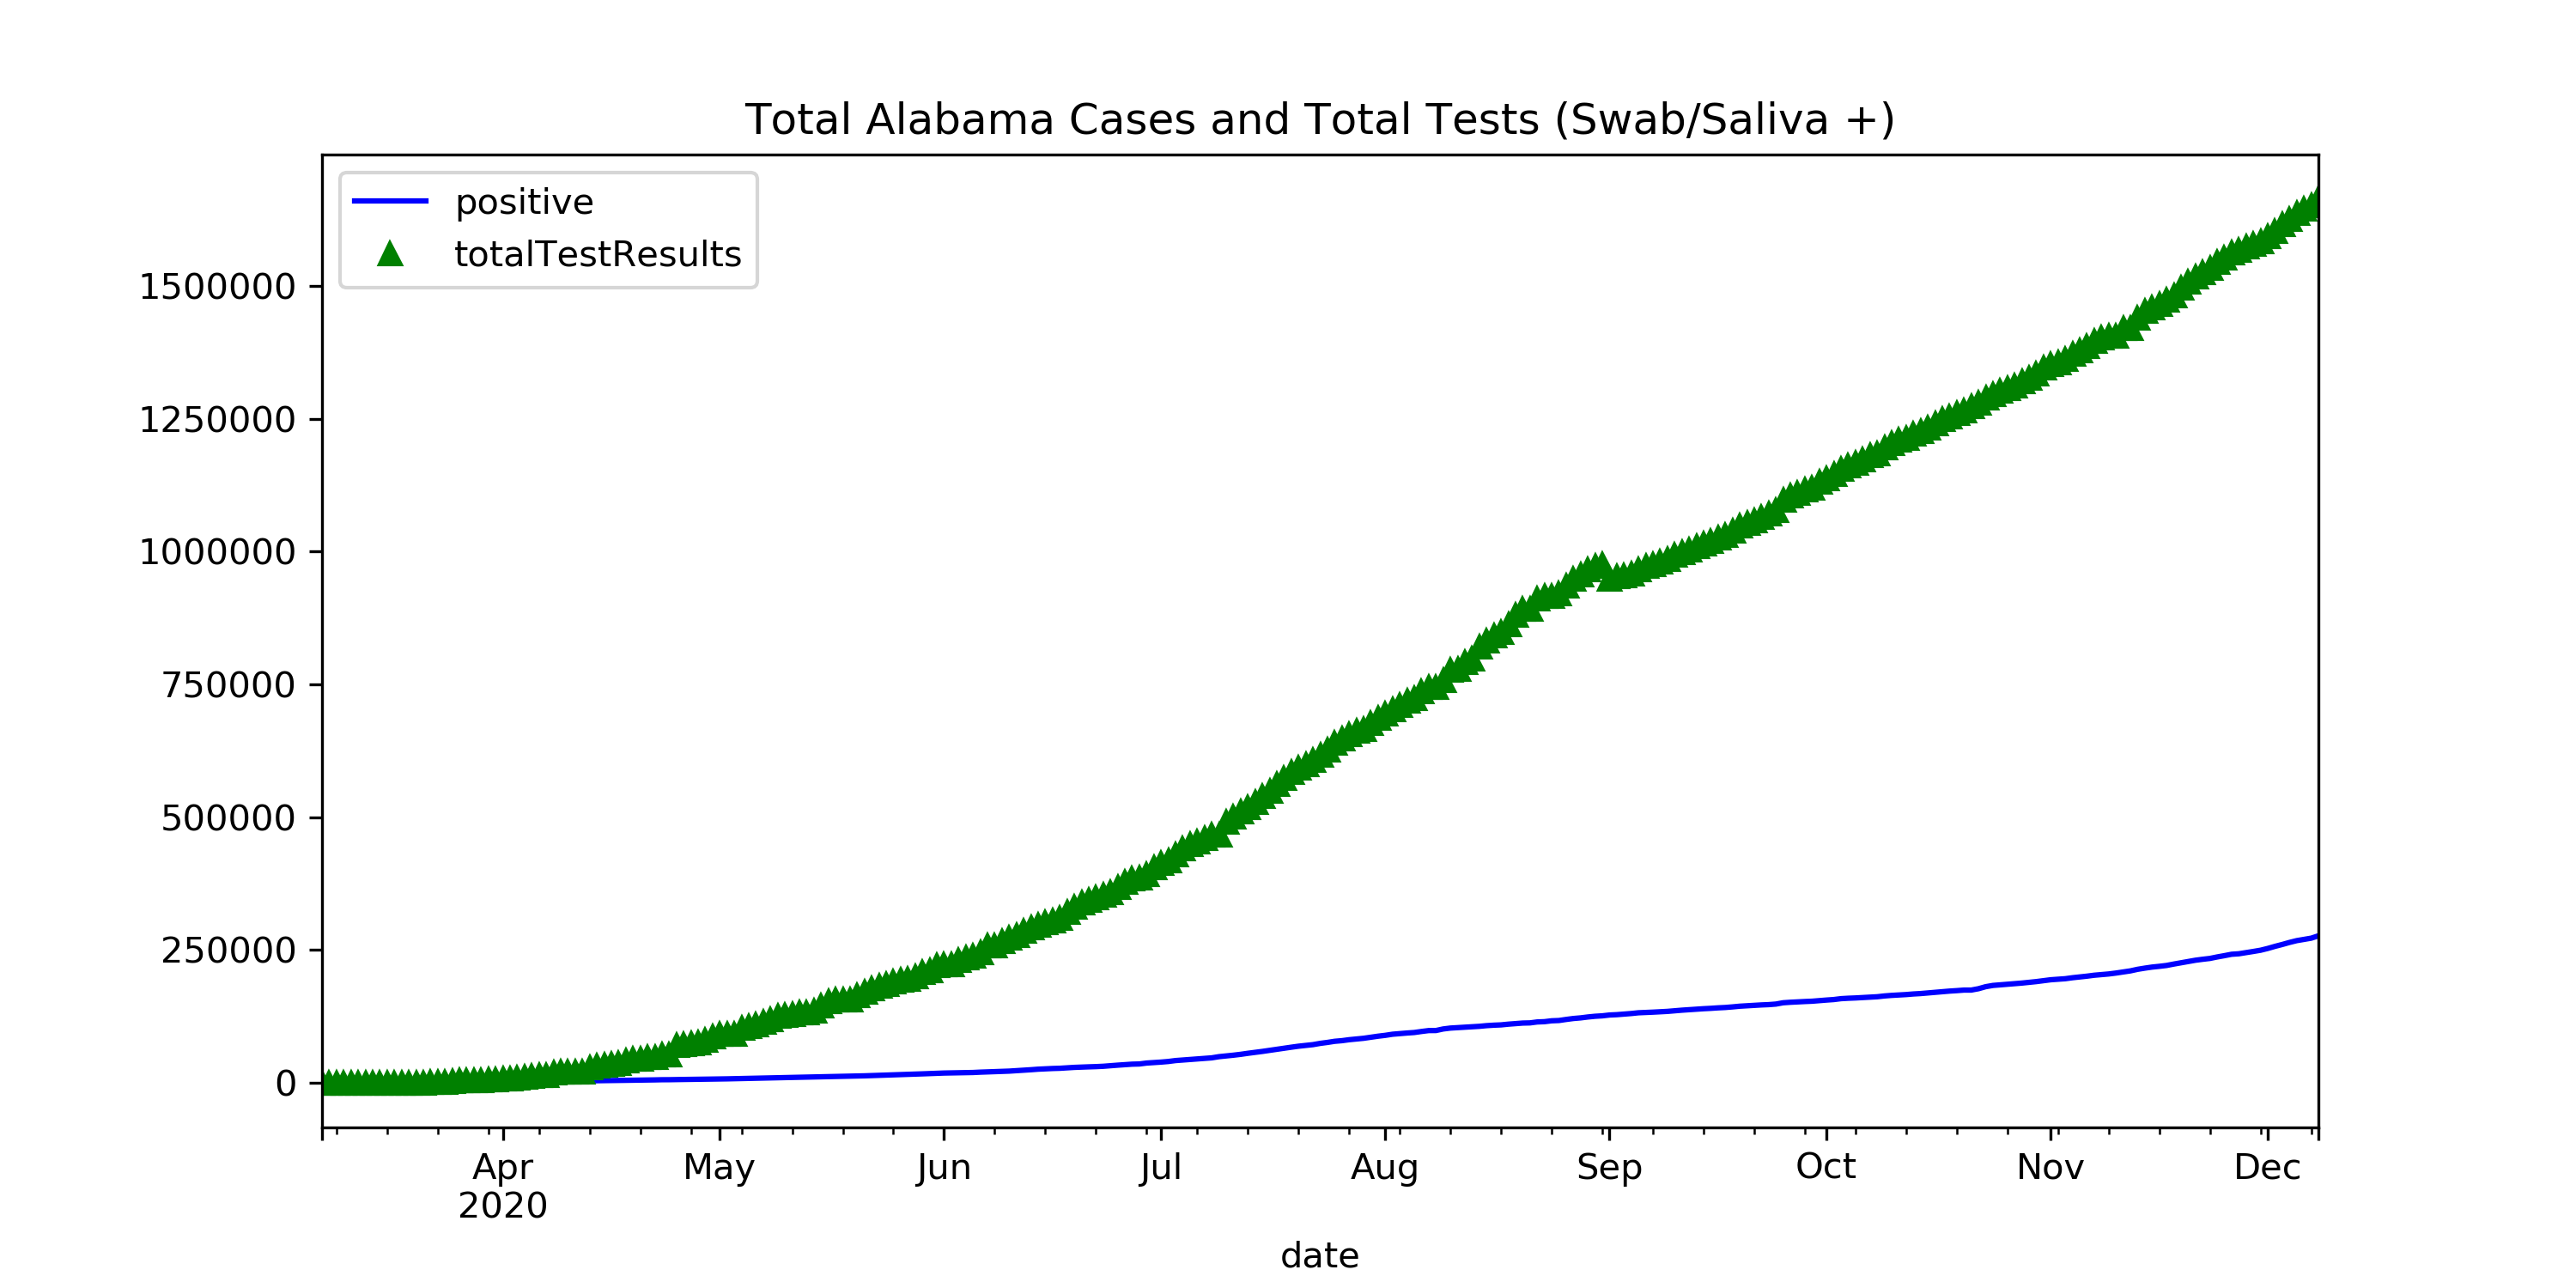 Total Alabama Cases and Total Tests (Swab/Saliva +)
positive
totalTestResults
1500000
1250000
1000000
750000
500000
250000
0
Apr May Jun Jul Aug Sep Oct Nov Dec
2020
date